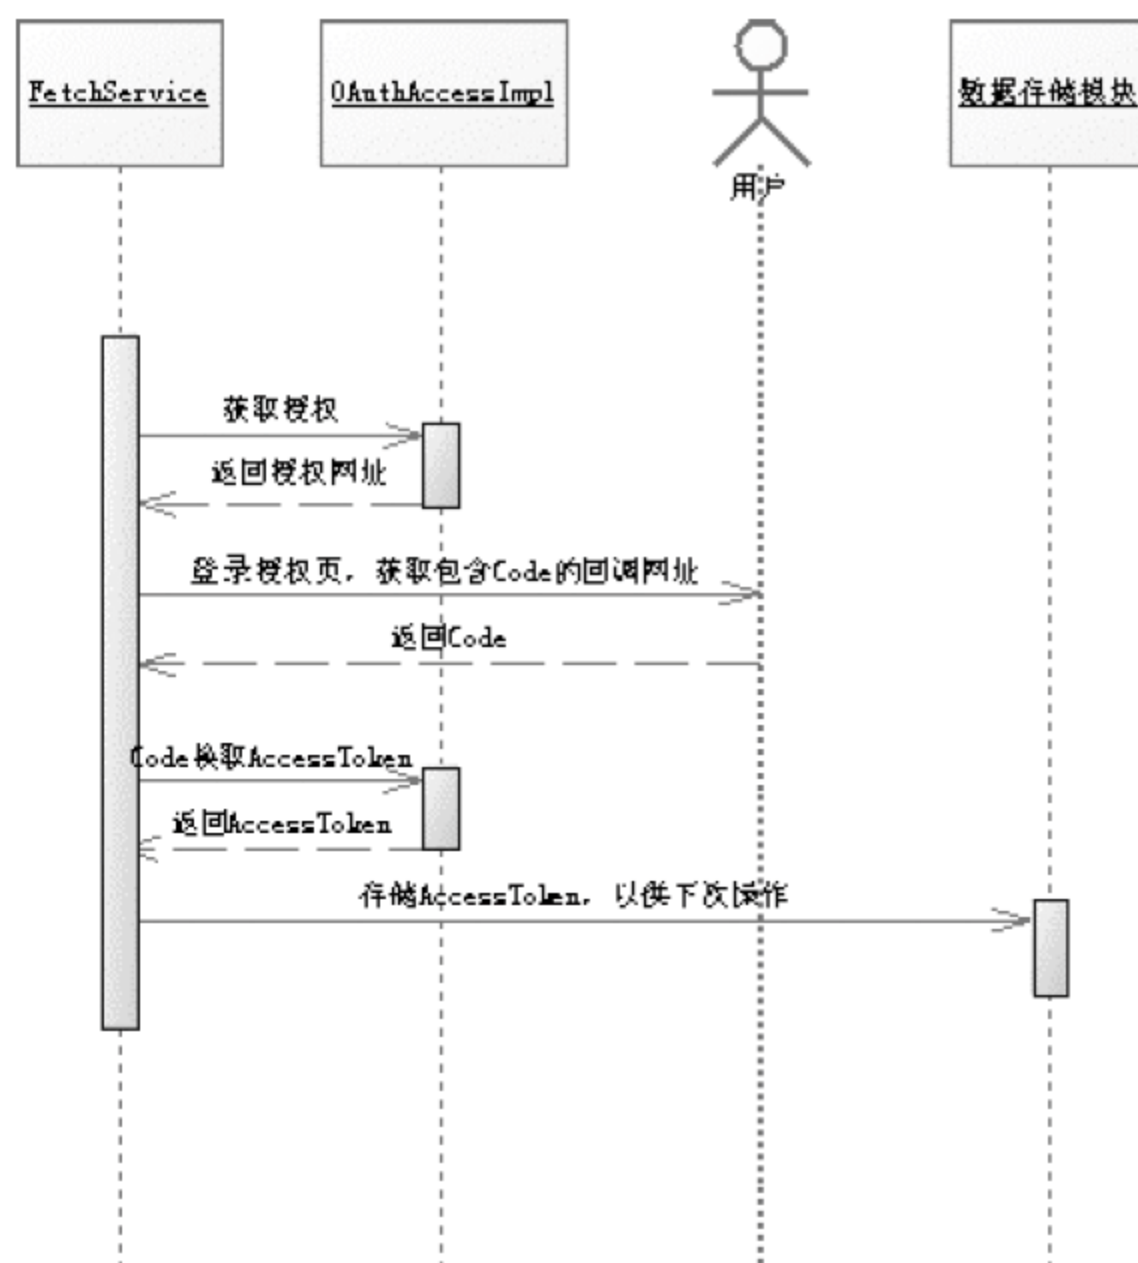 FetchService
OAuthAccessImpl
用户
数据存储模块
获取授权
返回授权网址
登录授权页，获取包含Code的回调网址
返回Code
Code换取AccessToken
返回AccessToken
存储AccessToken，以供下次操作